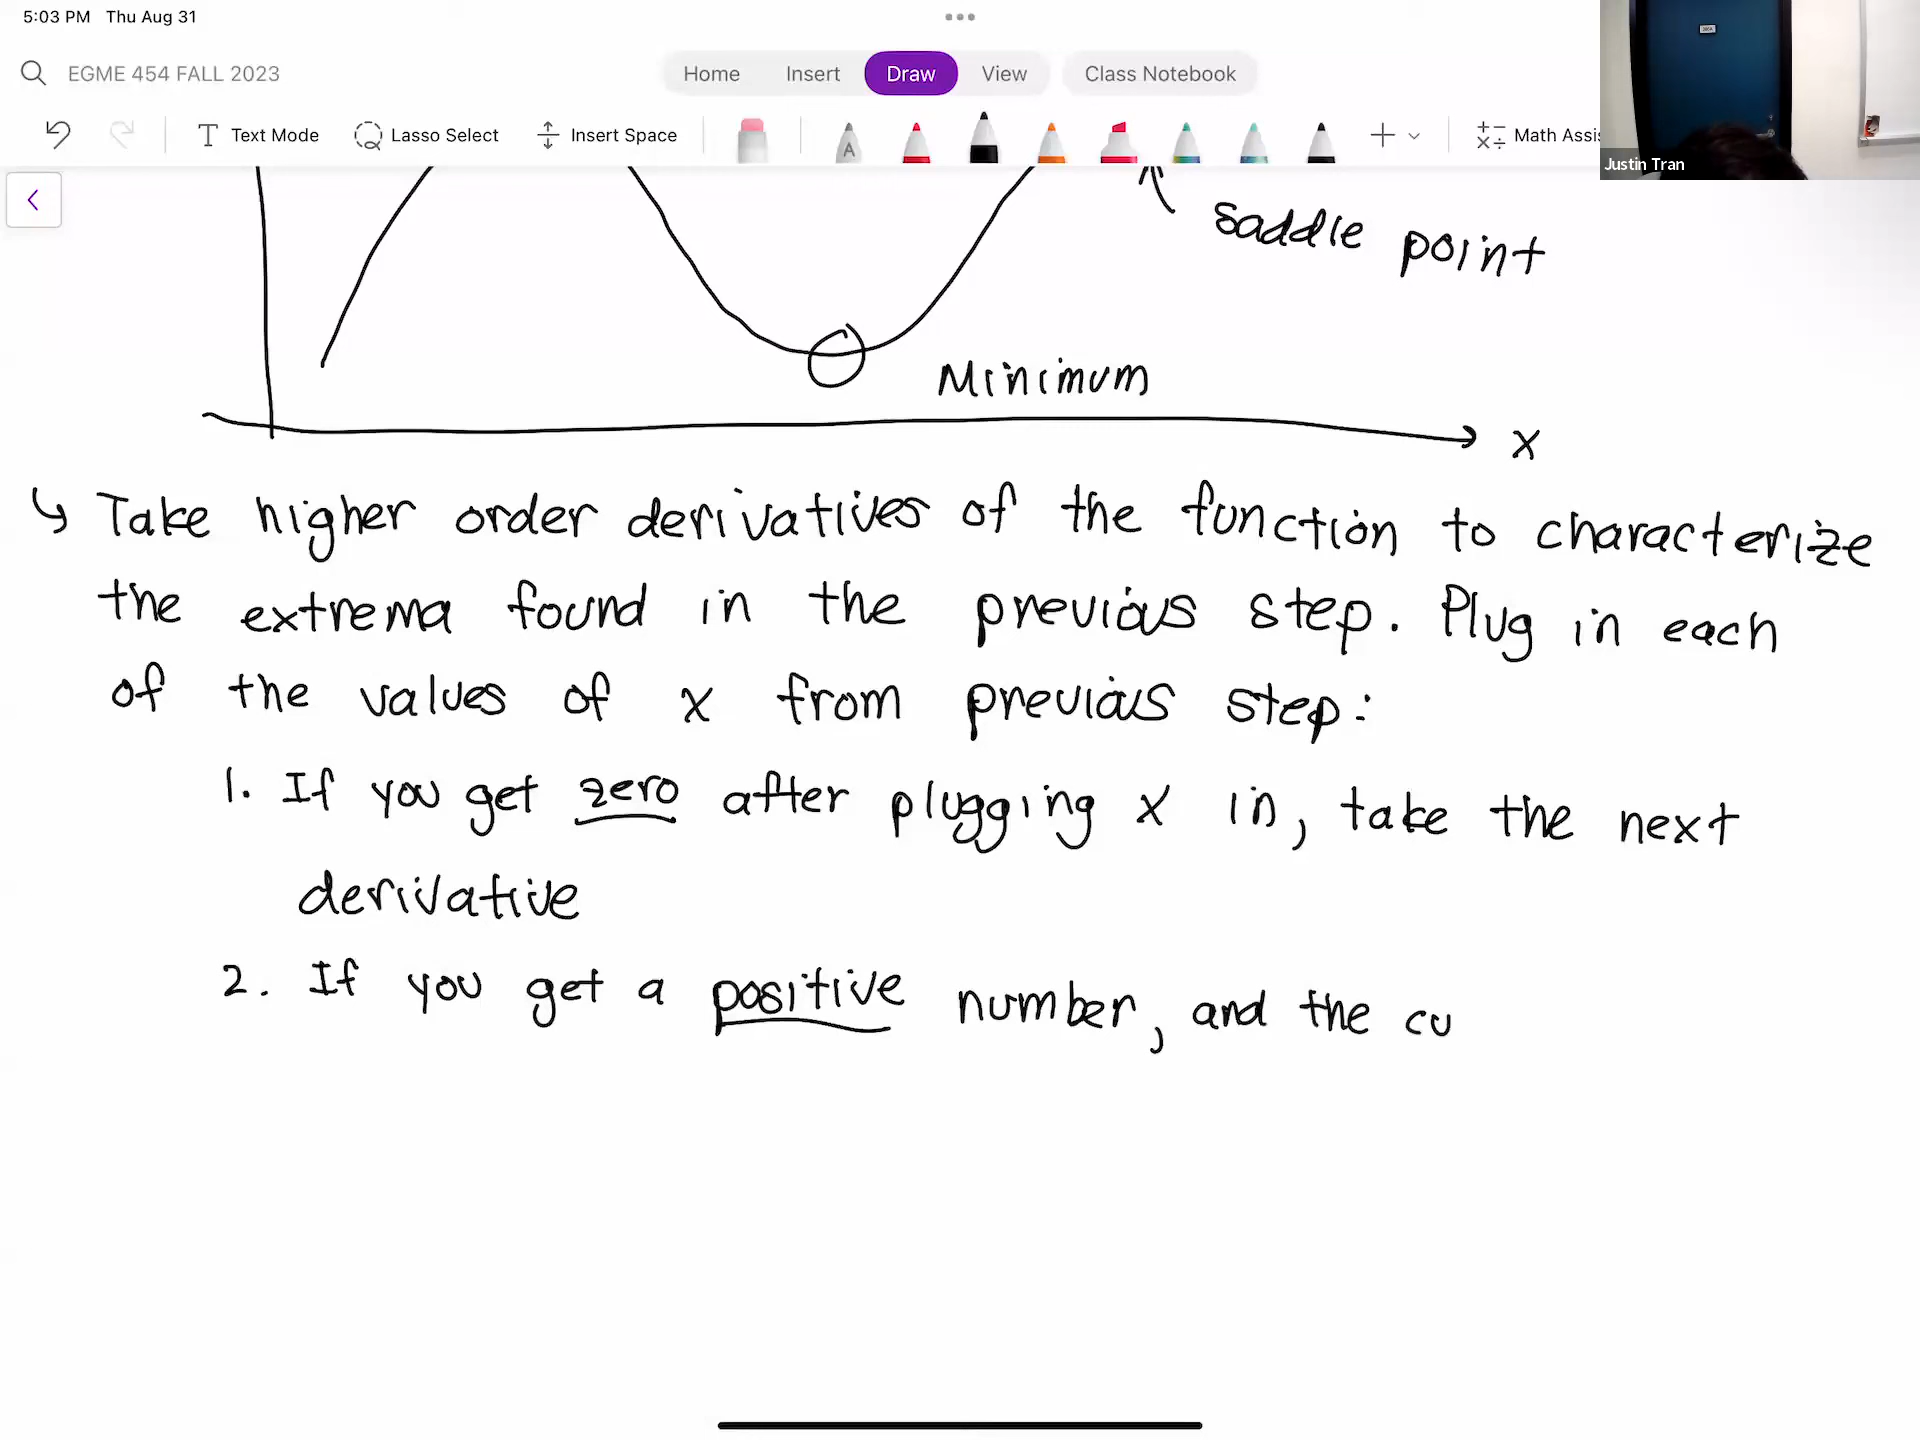 5:03 PM Thu Aug 31
EGME 454 FALL 2023
Home Insert Draw View Class Notebook
Text Mode Lasso Select Insert Space A Math Assis
Justin Tran
saddle point
Minimum
x
↳ Take higher order derivatives of the function to characterize
the extrema found in the previous step. Plug in each
of the values of x from previous step:
1. If you get zero after plugging x in, take the next
derivative
2. If you get a positive number, and the cu